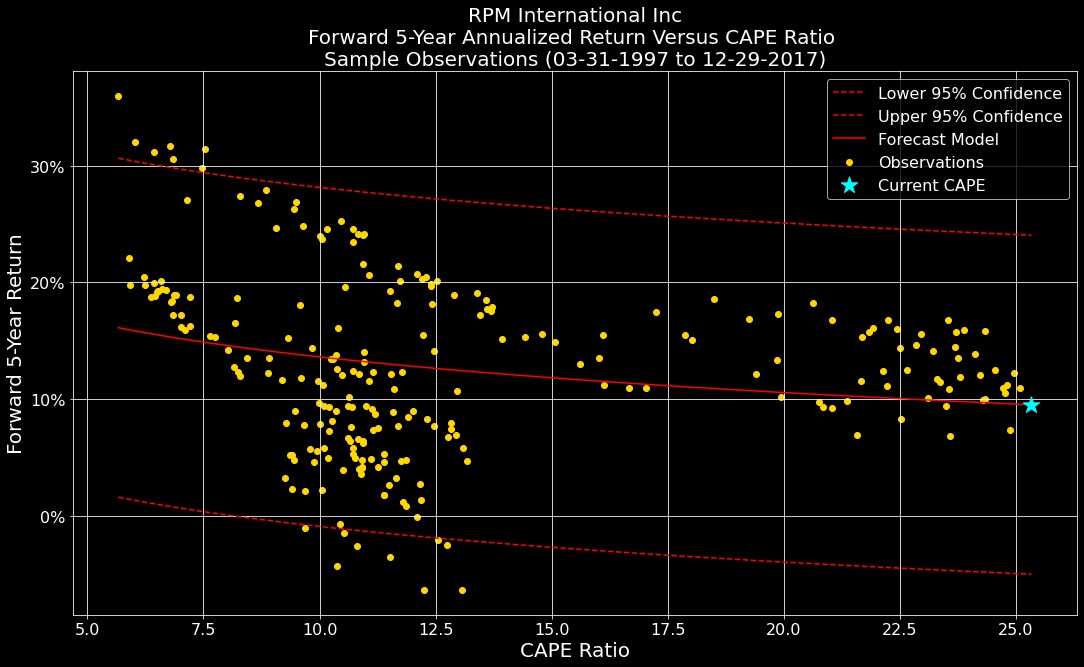 RPM International Inc
Forward 5-Year Annualized Return Versus CAPE Ratio
Sample Observations (03-31-1997 to 12-29-2017)
Lower 95% Confidence
Upper 95% Confidence
Forecast Model
Observations
Current CAPE
Forward 5-Year Return
30%
20%
10%
0%
5.0 7.5 10.0 12.5 15.0 17.5 20.0 22.5 25.0
CAPE Ratio